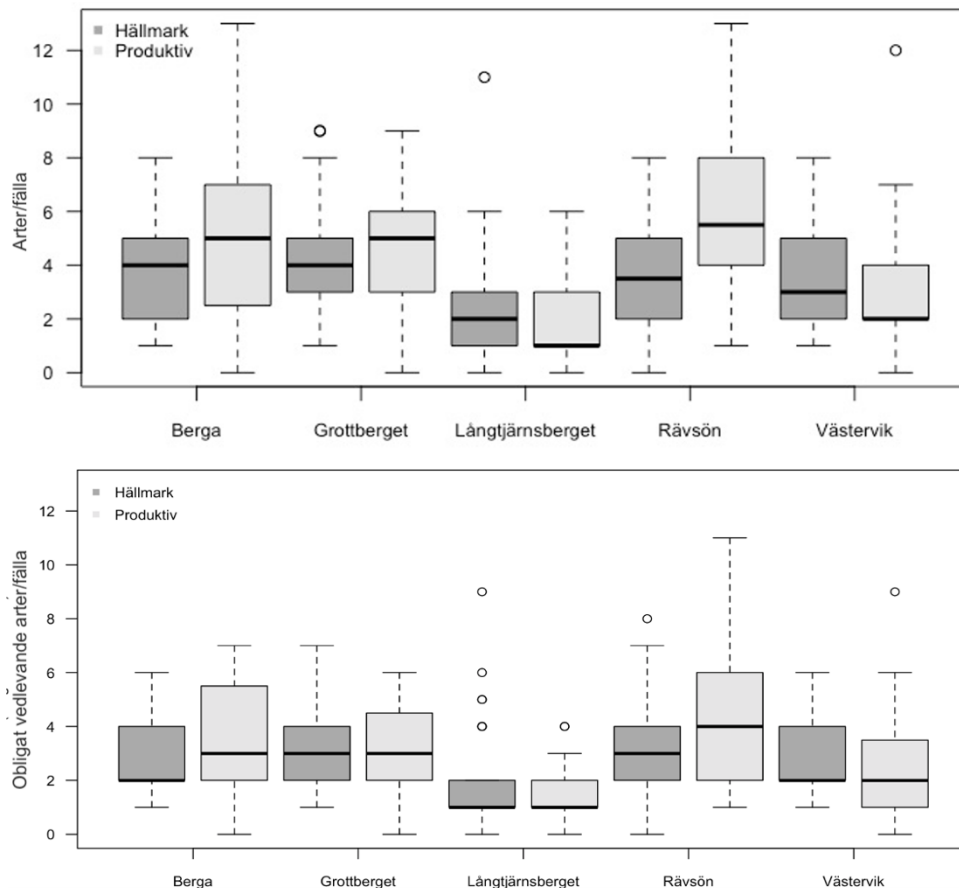 Hällmark
Produktiv
Arter/fälla
12
10
8
6
4
2
0
Berga Grottberget Långtjärnsberget Rävsön Västervik
Hällmark
Produktiv
Obligat vedlevande arter/fälla
12
10
8
6
4
2
0
Berga Grottberget Långtjärnsberget Rävsön Västervik